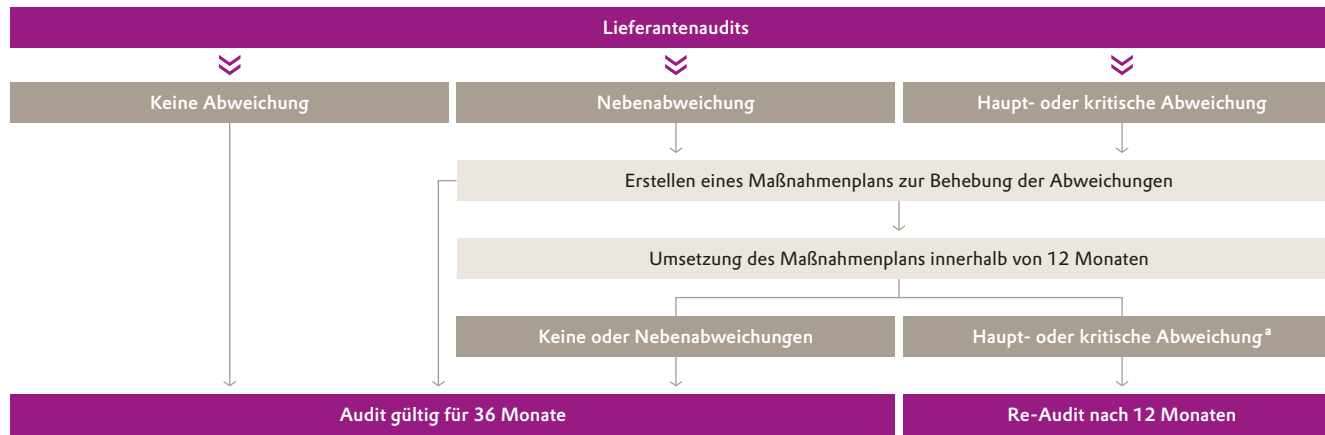 Lieferantenaudits
Keine Abweichung
Nebenabweichung
Haupt- oder kritische Abweichung
Erstellen eines Maßnahmenplans zur Behebung der Abweichungen
Umsetzung des Maßnahmenplans innerhalb von 12 Monaten
Keine oder Nebenabweichungen
Haupt- oder kritische Abweichung ª
Audit gültig für 36 Monate
Re-Audit nach 12 Monaten